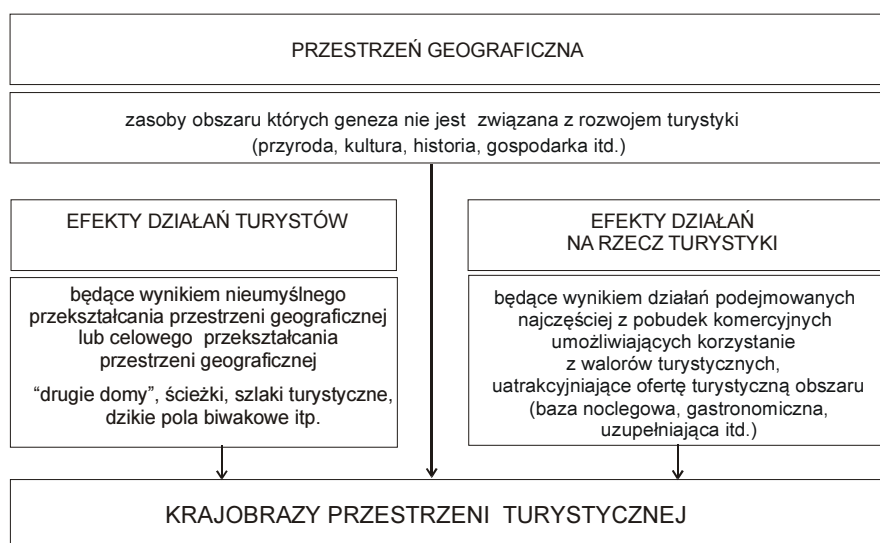 PRZESTRZEŃ GEOGRAFICZNA
zasoby obszaru których geneza nie jest związana z rozwojem turystyki
(przyroda, kultura, historia, gospodarka itd.)
EFEKTY DZIAŁAŃ TURYSTÓW
będące wynikiem nieumyślnego
przekształcania przestrzeni geograficznej
lub celowego przekształcania
przestrzeni geograficznej
“drugie domy”, ścieżki, szlaki turystyczne,
dzikie pola biwakowe itp.
EFEKTY DZIAŁAŃ
NA RZECZ TURYSTYKI
będące wynikiem działań podejmowanych
najczęściej z pobudek komercyjnych
umożliwiających korzystanie
z walorów turystycznych,
uatrakcyjniające ofertę turystyczną obszaru
(baza noclegowa, gastronomiczna,
uzupełniająca itd.)
KRAJOBRAZY PRZESTRZENI TURYSTYCZNEJ